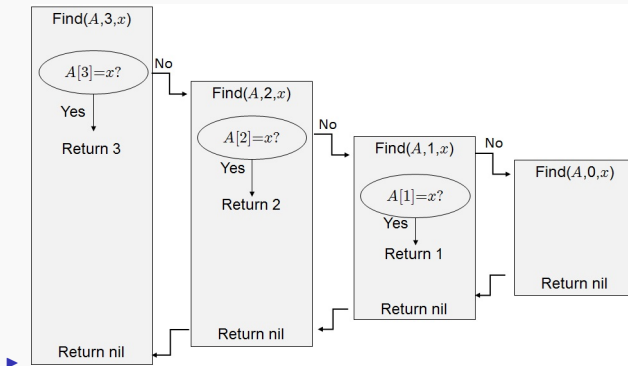 Find(A,3,x)
A[3]=x?
No
Yes
Return 3
Return nil
Find(A,2,x)
A[2]=x?
No
Yes
Return 2
Return nil
Find(A,1,x)
A[1]=x?
No
Yes
Return 1
Return nil
Find(A,0,x)
Return nil